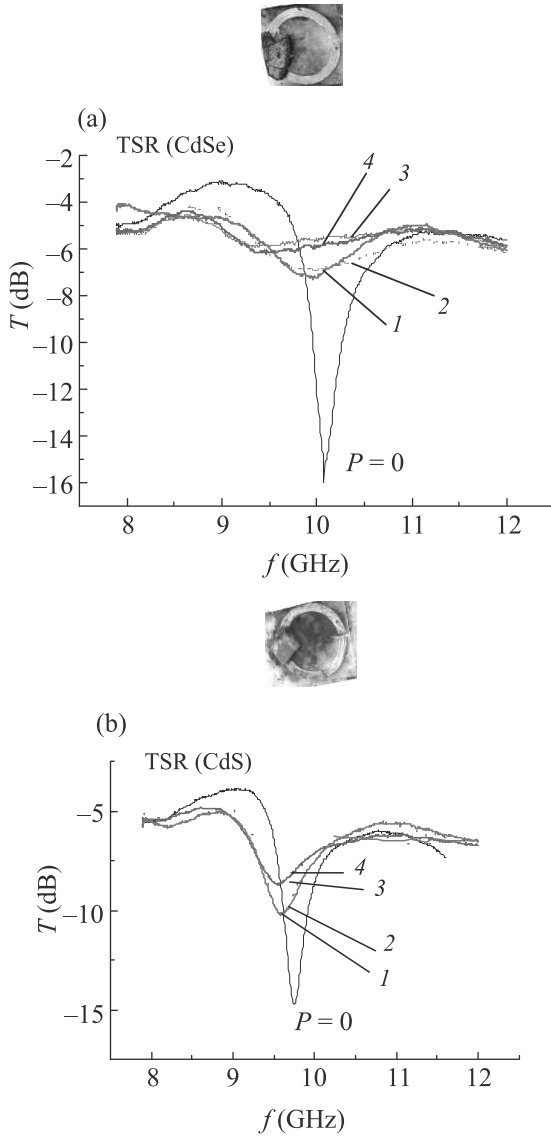 (a)
TSR (CdSe)
−2
−4
−6
−8
−10
−12
−14
−16
T (dB)
4
3
2
1
P = 0
8 9 10 11 12
f (GHz)
(b)
TSR (CdS)
−5
−10
−15
T (dB)
4
3
2
1
P = 0
8 9 10 11 12
f (GHz)